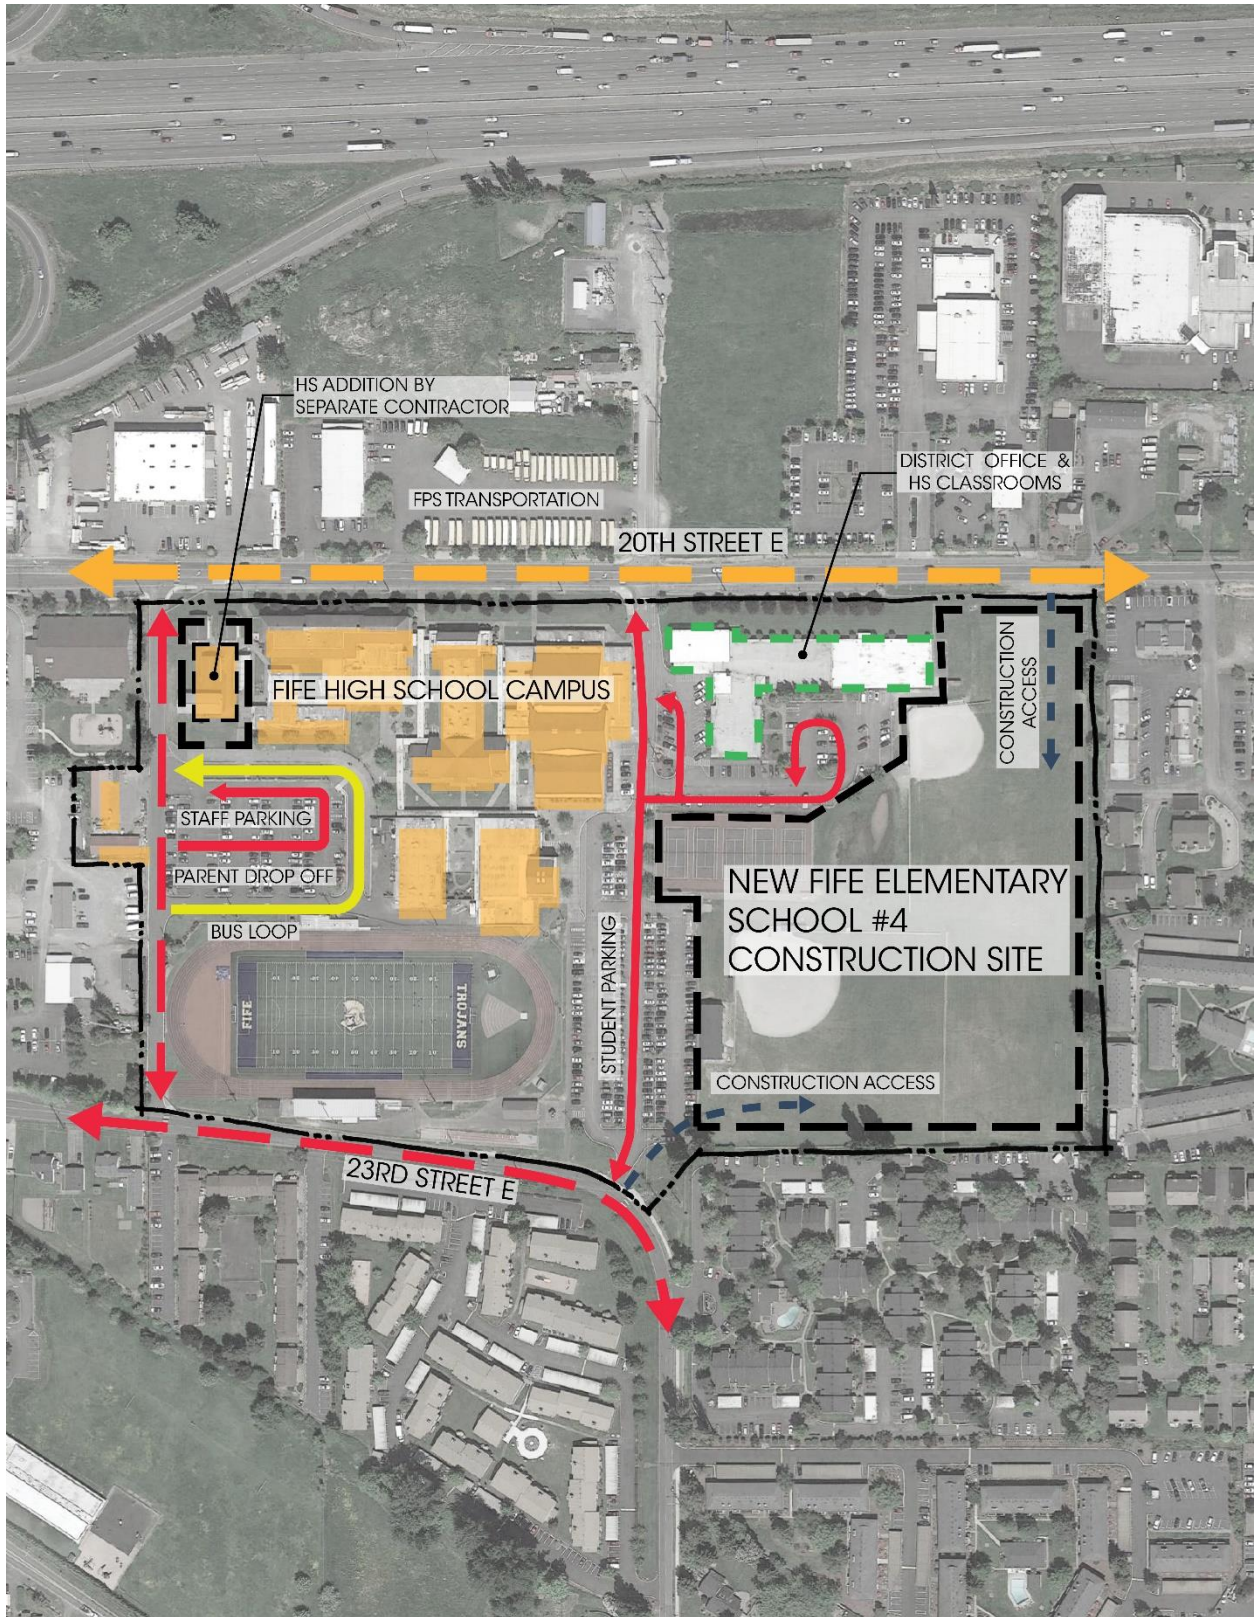 HS ADDITION BY
SEPARATE CONTRACTOR
DISTRICT OFFICE &
HS CLASSROOMS
FPS TRANSPORTATION
20TH STREET E
CONSTRUCTION
ACCESS
FIFE HIGH SCHOOL CAMPUS
STAFF PARKING
PARENT DROP OFF
BUS LOOP
NEW FIFE ELEMENTARY
SCHOOL #4
CONSTRUCTION SITE
STUDENT PARKING
FIFE
TROJANS
CONSTRUCTION ACCESS
23RD STREET E